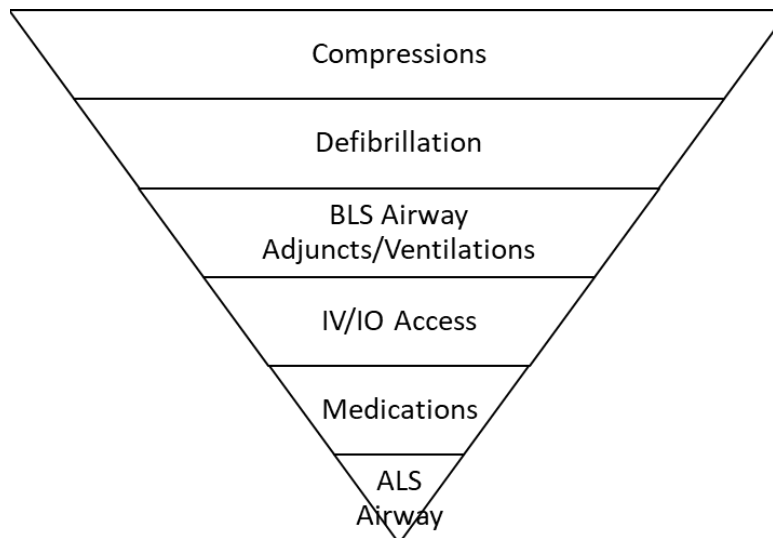 Compressions
Defibrillation
BLS Airway
Adjuncts/Ventilations
IV/IO Access
Medications
ALS
Airway